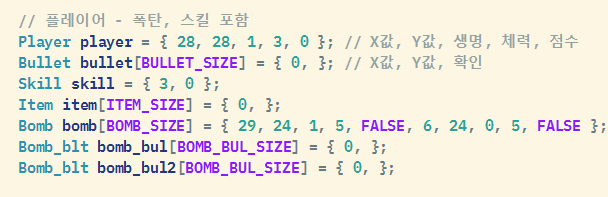 // 플레이어 - 폭탄, 스킬 포함
Player player = { 28, 28, 1, 3, 0 }; // X값, Y값, 생명, 체력, 점수
Bullet bullet[BULLET_SIZE] = { 0, }; // X값, Y값, 확인
Skill skill = { 3, 0 };
Item item[ITEM_SIZE] = { 0, };
Bomb bomb[BOMB_SIZE] = { 29, 24, 1, 5, FALSE, 6, 24, 0, 5, FALSE };
Bomb_blt bomb_bul[BOMB_BUL_SIZE] = { 0, };
Bomb_blt bomb_bul2[BOMB_BUL_SIZE] = { 0, };